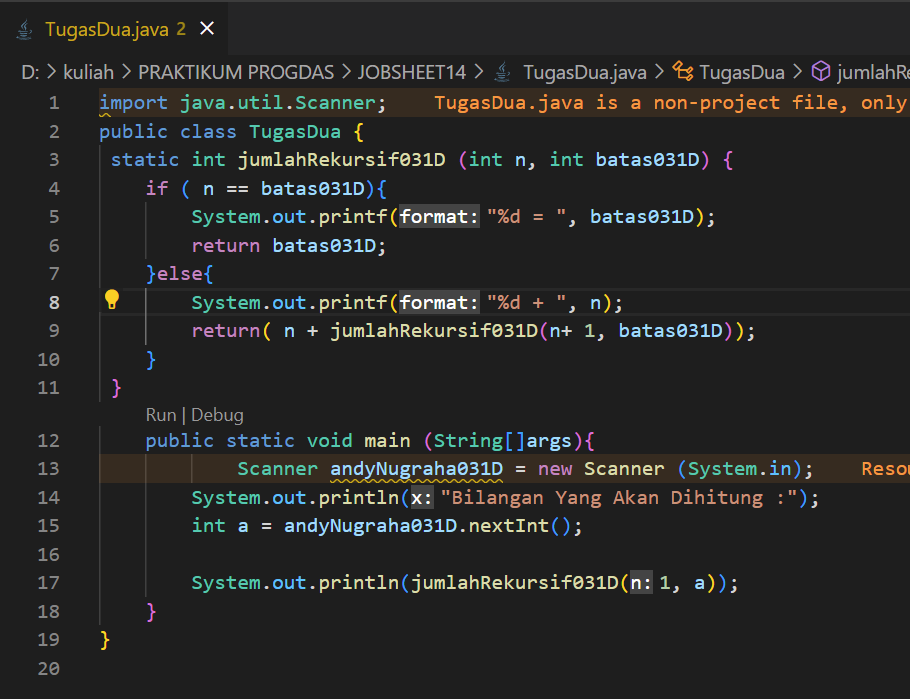 TugasDua.java 2 ×
D: > kuliah > PRAKTIKUM PROGDAS > JOBSHEET14 > TugasDua.java > TugasDua > jumlahRe
1 import java.util.Scanner; TugasDua.java is a non-project file, only
2 public class TugasDua {
3 static int jumlahRekursif031D (int n, int batas031D) {
4 if ( n == batas031D){
5 System.out.printf(format: "%d = ", batas031D);
6 return batas031D;
7 }else{
8 System.out.printf(format: "%d + ", n);
9 return( n + jumlahRekursif031D(n+ 1, batas031D));
10 }
11 }
Run | Debug
12 public static void main (String[]args){
13 Scanner andyNugraha031D = new Scanner (System.in); Resou
14 System.out.println(x: "Bilangan Yang Akan Dihitung :");
15 int a = andyNugraha031D.nextInt();
16
17 System.out.println(jumlahRekursif031D(n: 1, a));
18 }
19 }
20